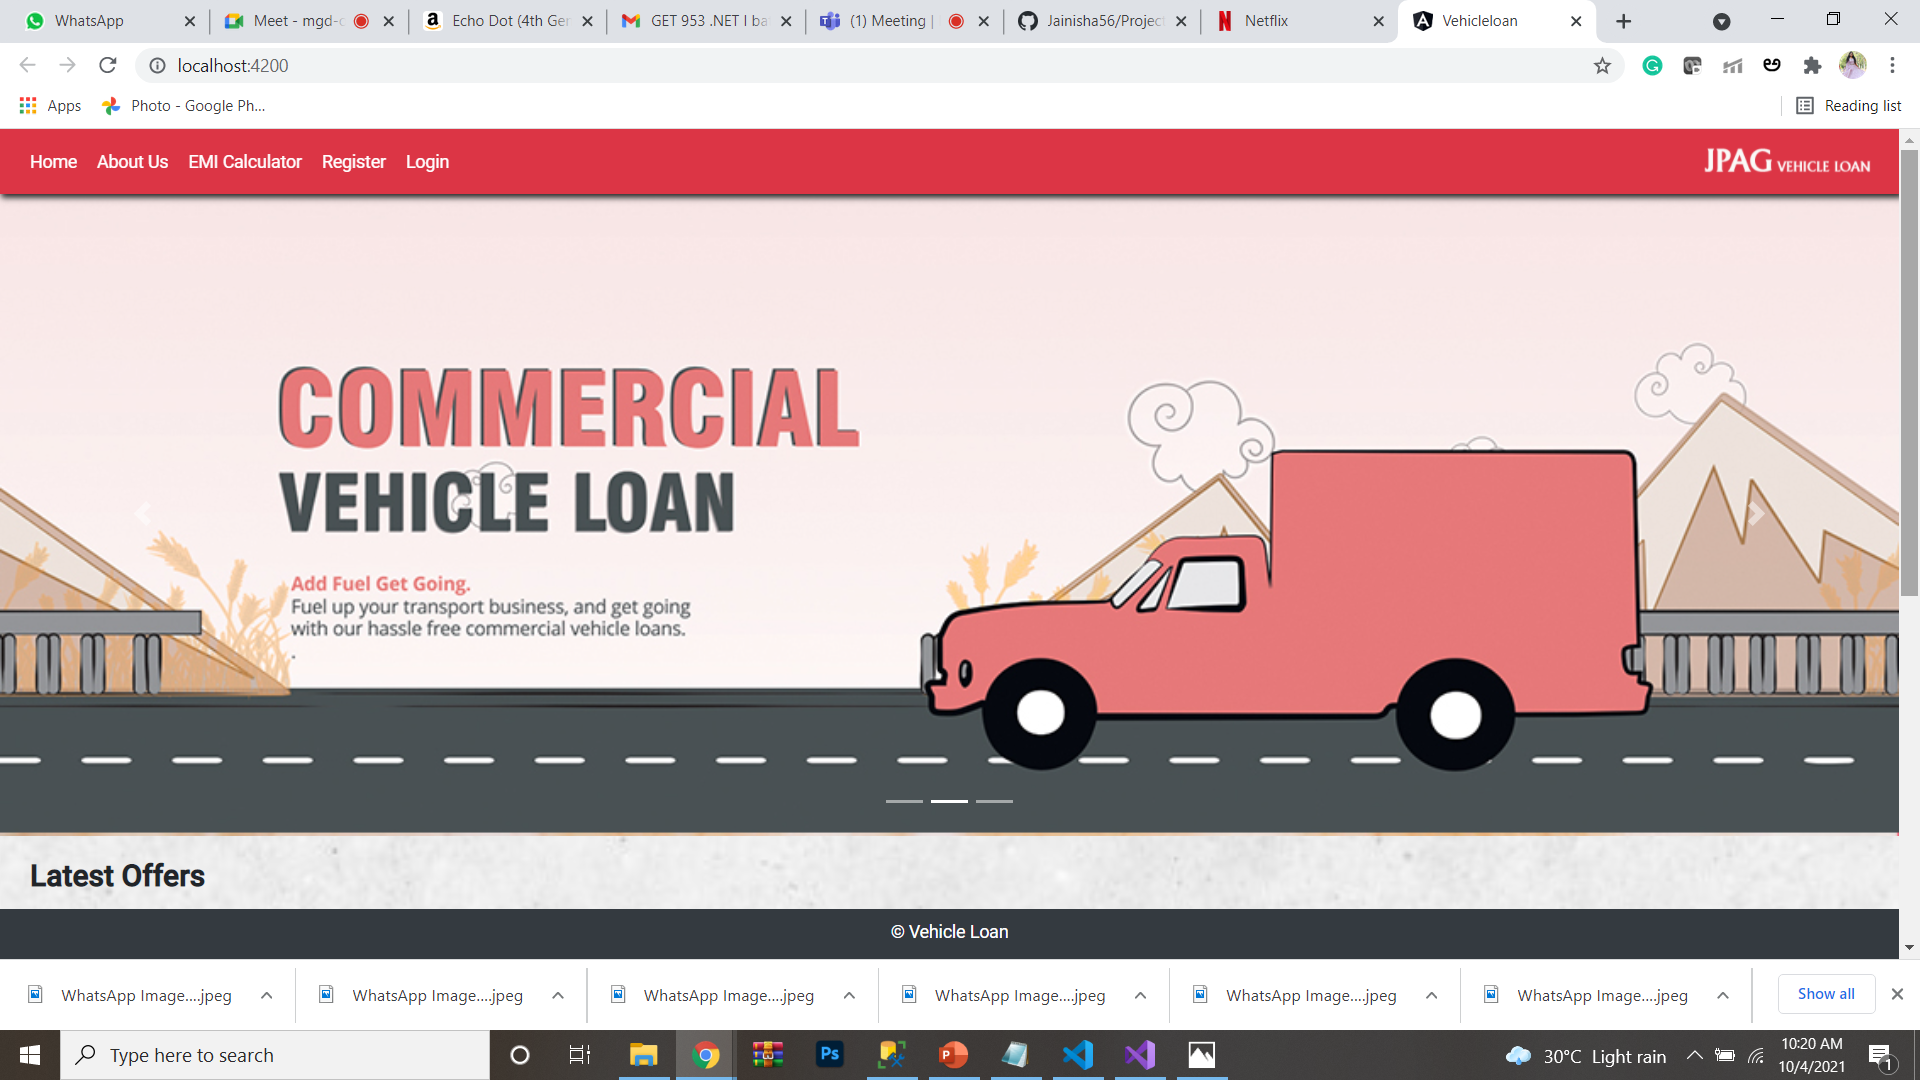 WhatsApp
Meet - mgd-c
Echo Dot (4th Ger
GET 953 .NET I ba
(1) Meeting |
Jainisha56/Project
Netflix
Vehicleloan
localhost:4200
Apps
Photo - Google Ph...
Reading list
Home
About Us
EMI Calculator
Register
Login
JPAG VEHICLE LOAN
COMMERCIAL
VEHICLE LOAN
Add Fuel Get Going.
Fuel up your transport business, and get going
with our hassle free commercial vehicle loans.
.
Latest Offers
© Vehicle Loan
WhatsApp Image....jpeg
WhatsApp Image....jpeg
WhatsApp Image....jpeg
WhatsApp Image....jpeg
WhatsApp Image....jpeg
WhatsApp Image....jpeg
Show all
Type here to search
Ps
30°C Light rain
10:20 AM
10/4/2021
1